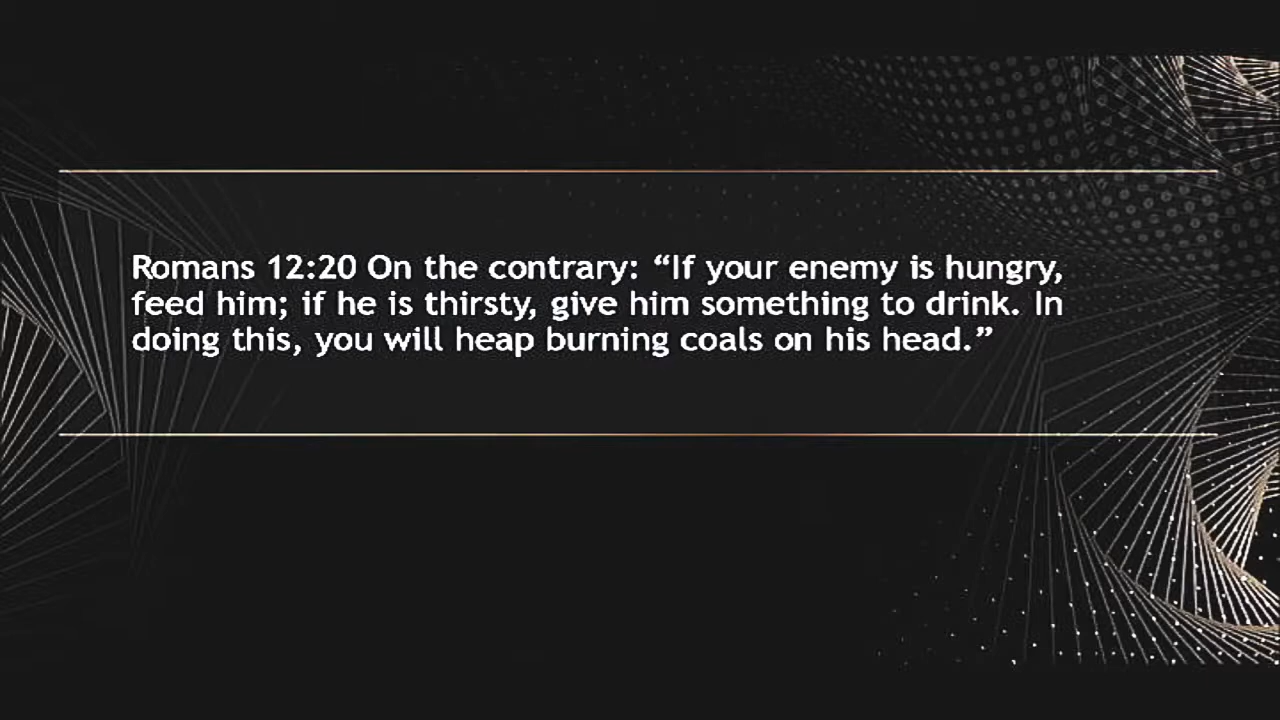 Romans 12:20 On the contrary: “If your enemy is hungry,
feed him; if he is thirsty, give him something to drink. In
doing this, you will heap burning coals on his head.”